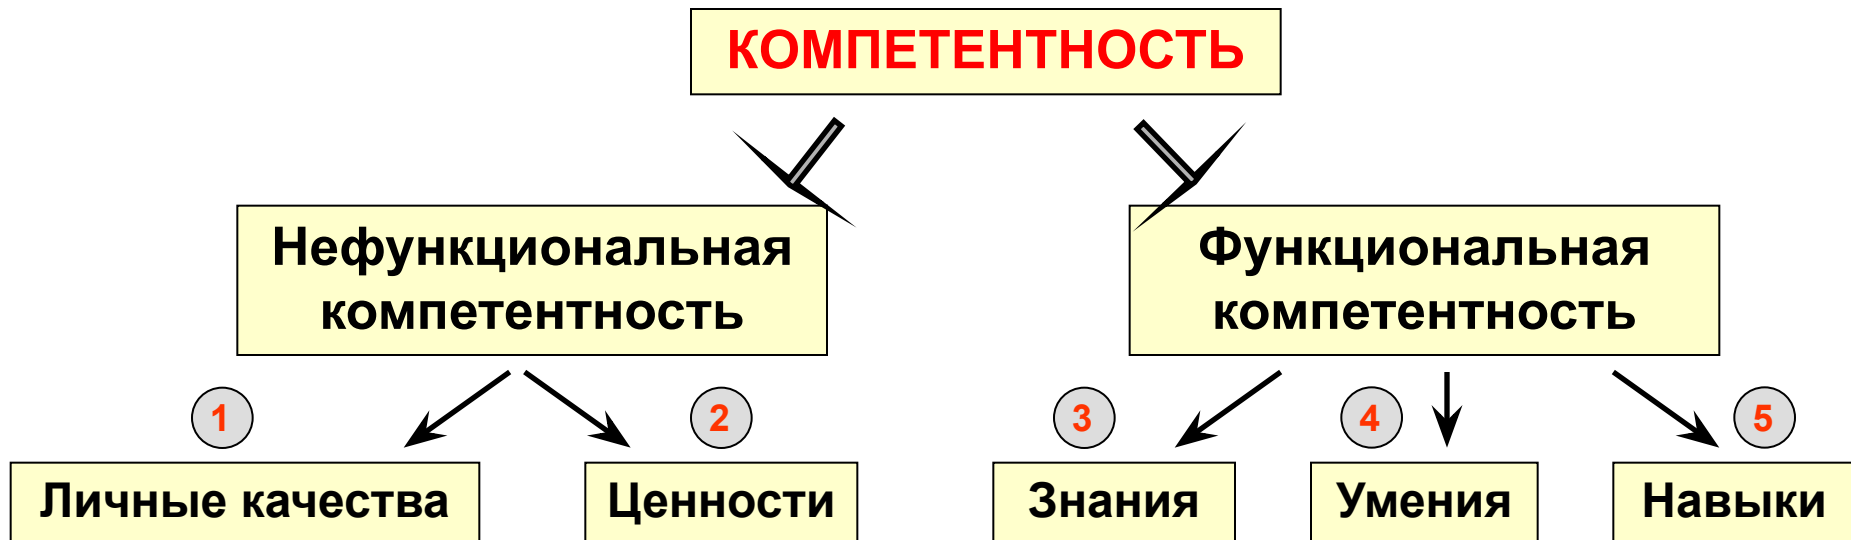 КОМПЕТЕНТНОСТЬ
Нефункциональная
компетентность
Функциональная
компетентность
1
2
3
4
5
Личные качества
Ценности
Знания
Умения
Навыки